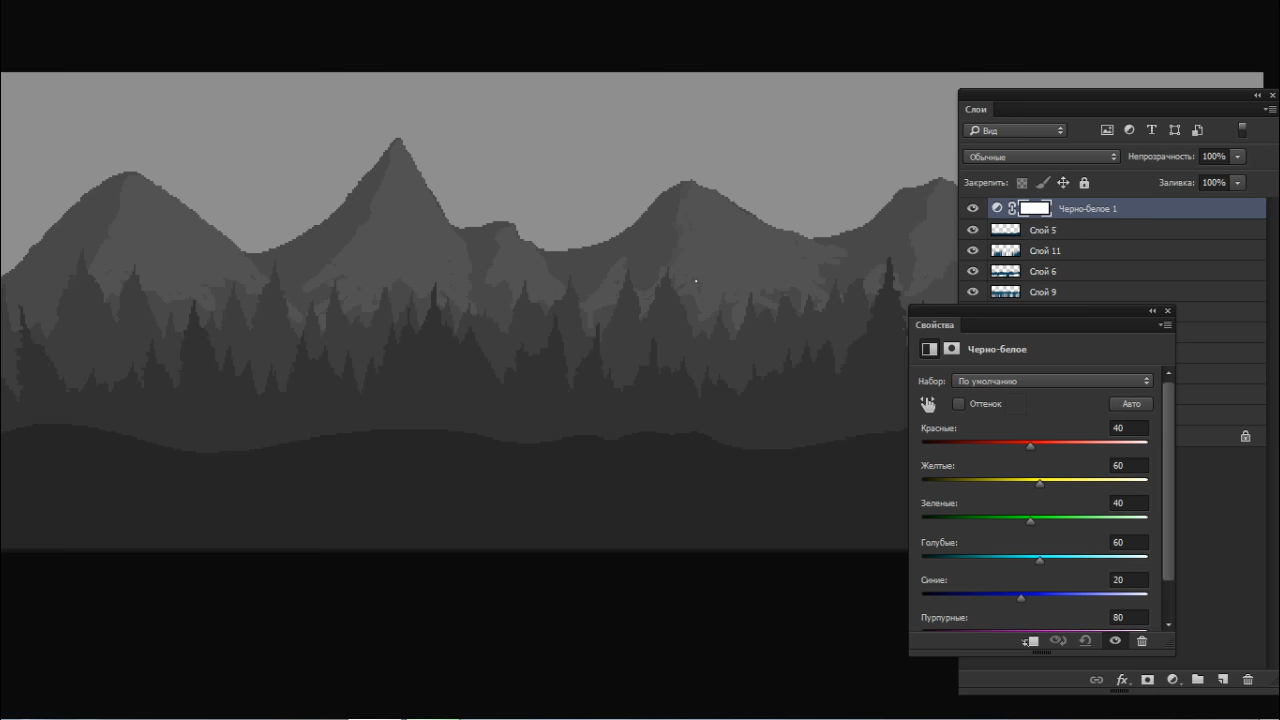 Слои
Вид
Обычные
Непрозрачность: 100%
Закрепить:
Заливка: 100%
Черно-белое 1
Слой 5
Слой 11
Слой 6
Слой 9
Свойства
Черно-белое
Набор: По умолчанию
Оттенок
Авто
Красные: 40
Желтые: 60
Зеленые: 40
Голубые: 60
Синие: 20
Пурпурные: 80
fx